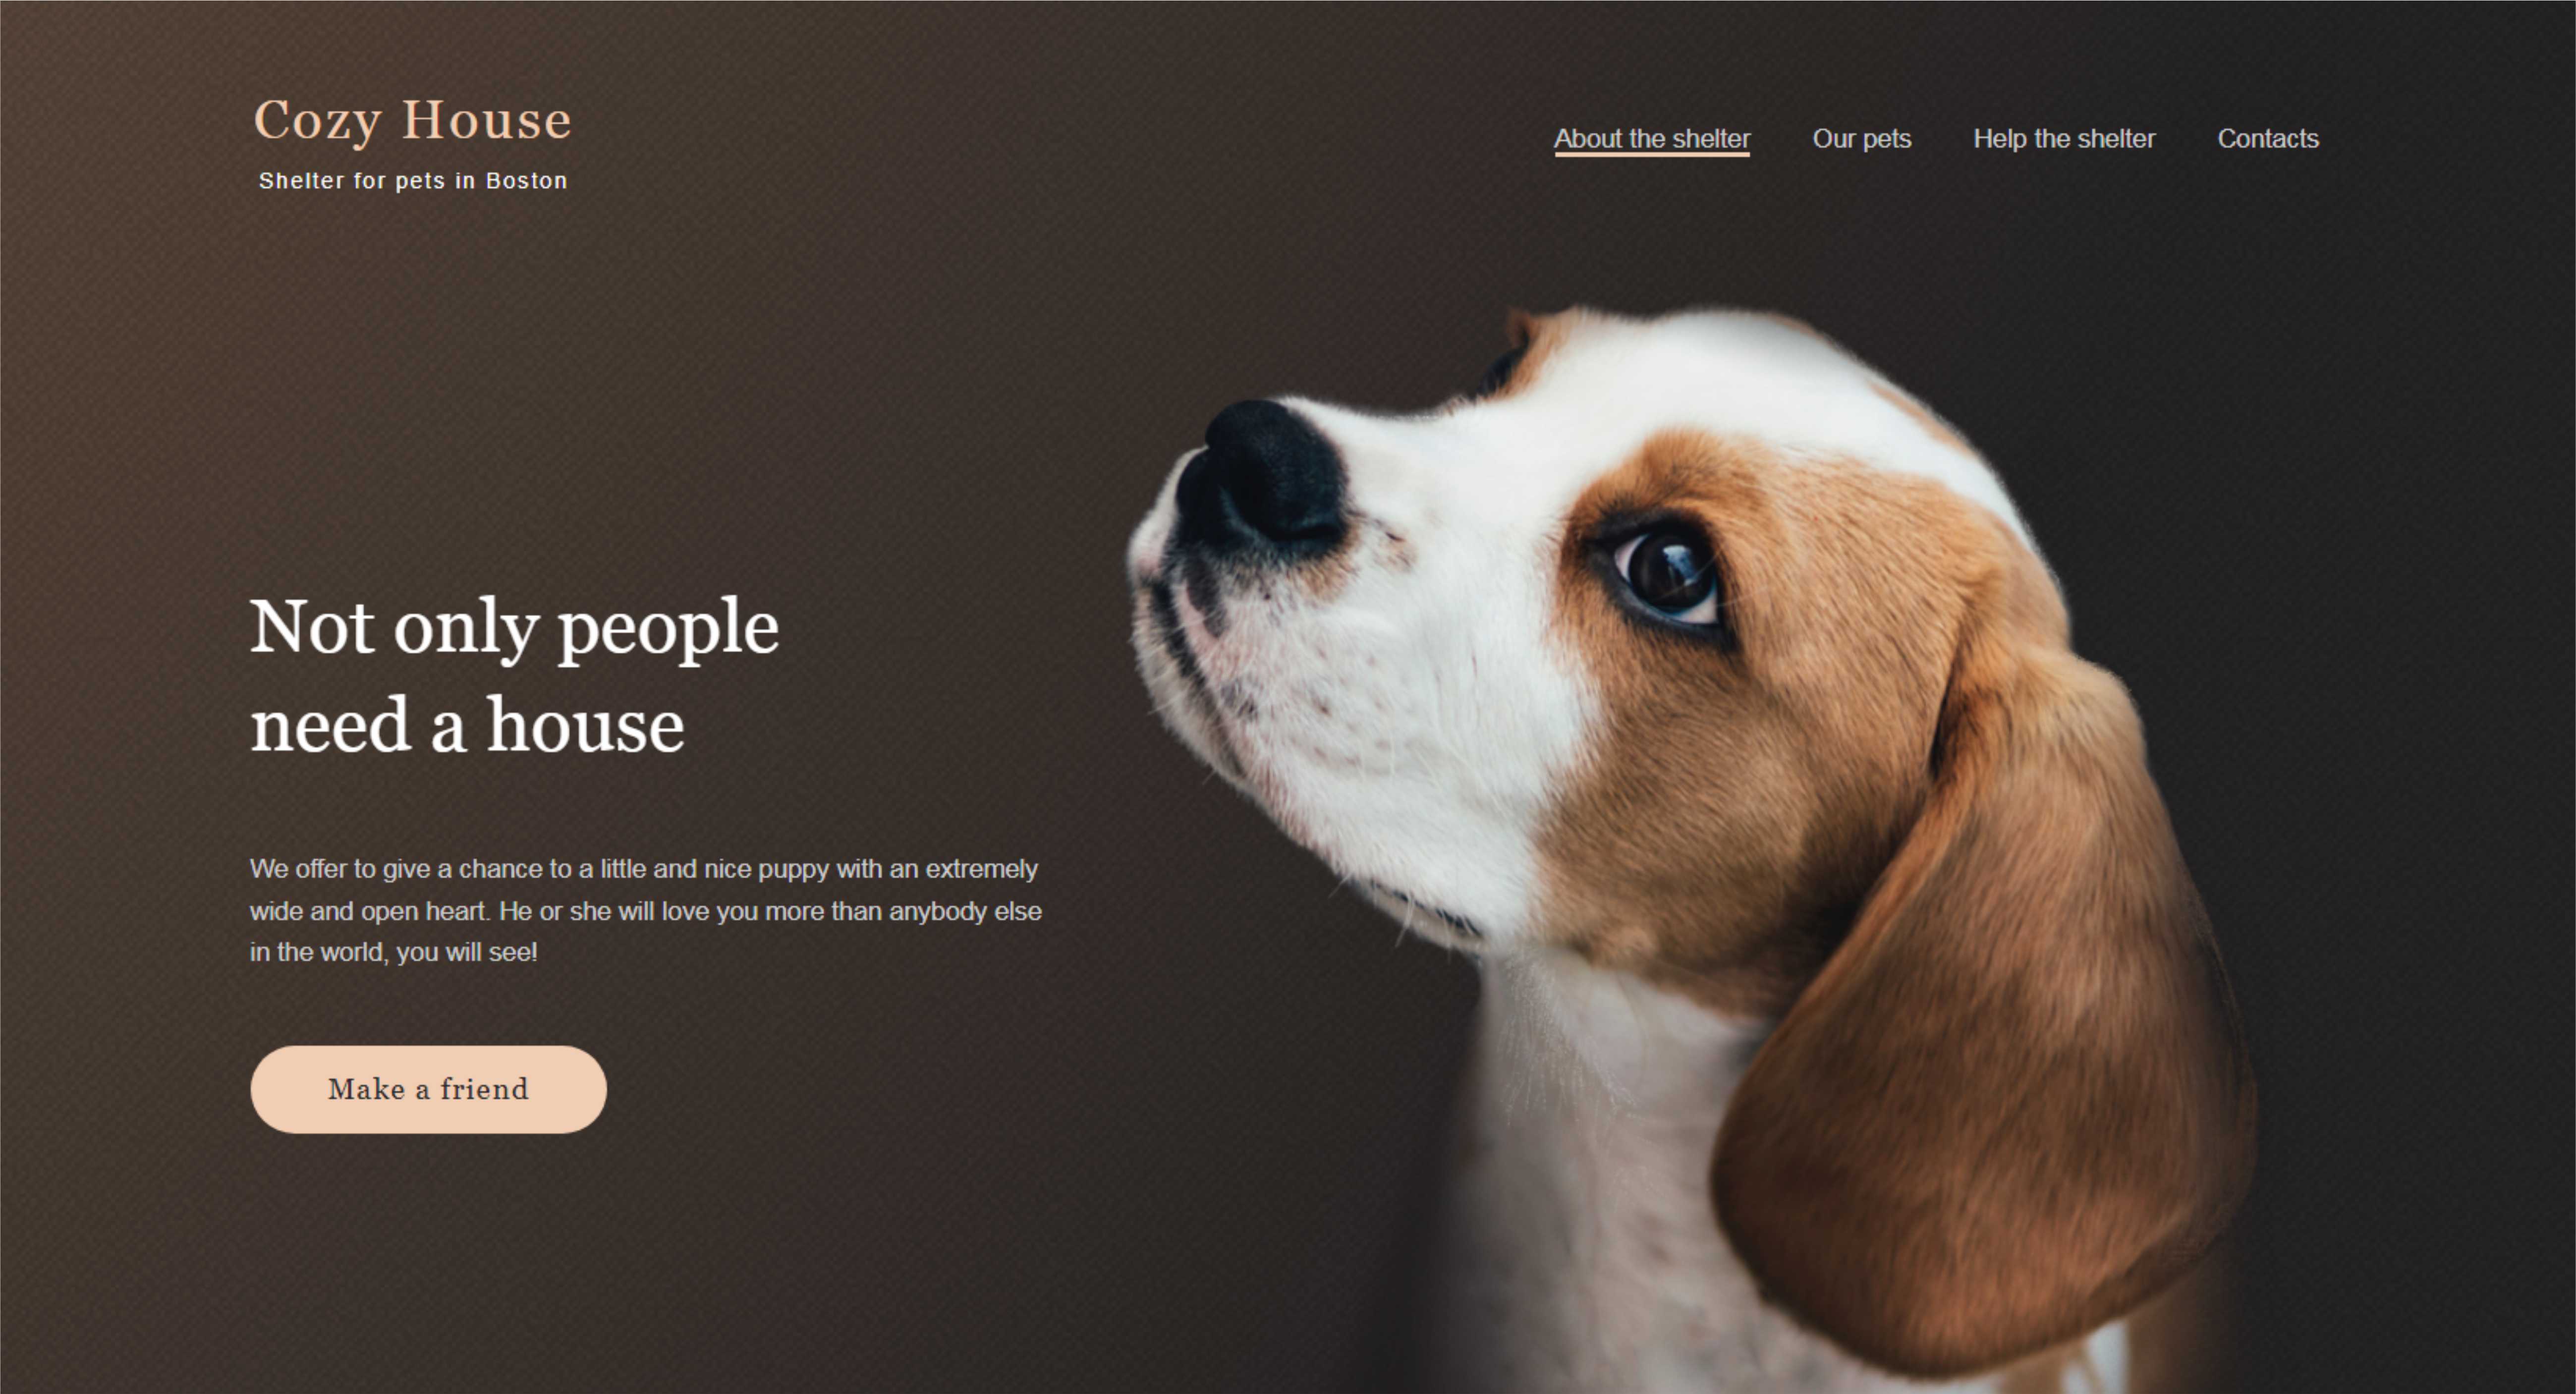 Cozy House
Shelter for pets in Boston
About the shelter
Our pets
Help the shelter
Contacts
Not only people
need a house
We offer to give a chance to a little and nice puppy with an extremely
wide and open heart. He or she will love you more than anybody else
in the world, you will see!
Make a friend